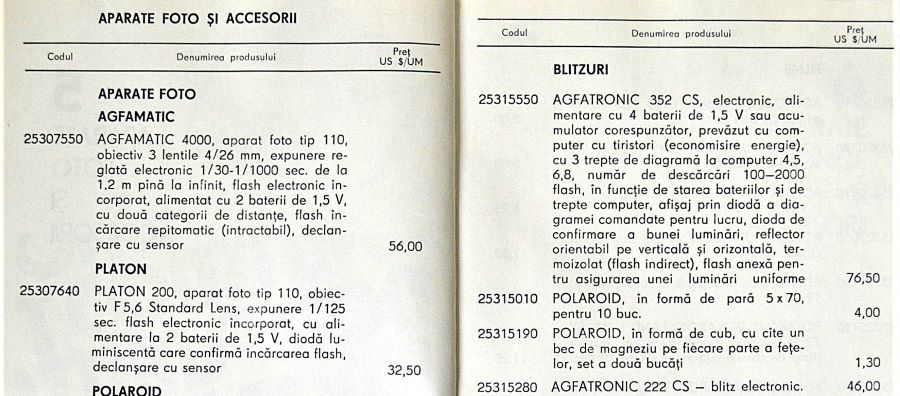 APARATE FOTO ŞI ACCESORII
Codul Denumirea produsului Preţ
US $/UM
APARATE FOTO
AGFAMATIC
25307550 AGFAMATIC 4000, aparat foto tip 110,
obiectiv 3 lentile 4/26 mm, expunere re-
glată electronic 1/30-1/1000 sec. de la
1,2 m pînă la infinit, flash electronic în-
corporat, alimentat cu 2 baterii de 1,5 V,
cu două categorii de distanţe, flash în-
cărcare repitomatic (intractabil), declan-
şare cu sensor 56,00
PLATON
25307640 PLATON 200, aparat foto tip 110, obiec-
tiv F 5,6 Standard Lens, expunere 1/125
sec. flash electronic incorporat, cu ali-
mentare la 2 baterii de 1,5 V, diodă lu-
miniscentă care confirmă încărcarea flash,
declanşare cu sensor 32,50
POLAROID
Codul Denumirea produsului Preţ
US $/UM
BLITZURI
25315550 AGFATRONIC 352 CS, electronic, ali-
mentare cu 4 baterii de 1,5 V sau acu-
mulator corespunzător, prevăzut cu com-
puter cu tiristori (economisire energie),
cu 3 trepte de diagramă la computer 4,5,
6,8, număr de descărcări 100–2000
flash, în funcţie de starea bateriilor şi de
trepte computer, afişaj prin diodă a dia-
gramei comandate pentru lucru, dioda de
confirmare a bunei luminări, reflector
orientabil pe verticală şi orizontală, ter-
moizolat (flash indirect), flash anexă pen-
tru asigurarea unei luminări uniforme 76,50
25315010 POLAROID, în formă de pară 5 x 70,
pentru 10 buc. 4,00
25315190 POLAROID, în formă de cub, cu cite un
bec de magneziu pe fiecare parte a feţe-
lor, set a două bucăţi 1,30
25315280 AGFATRONIC 222 CS – blitz electronic. 46,00